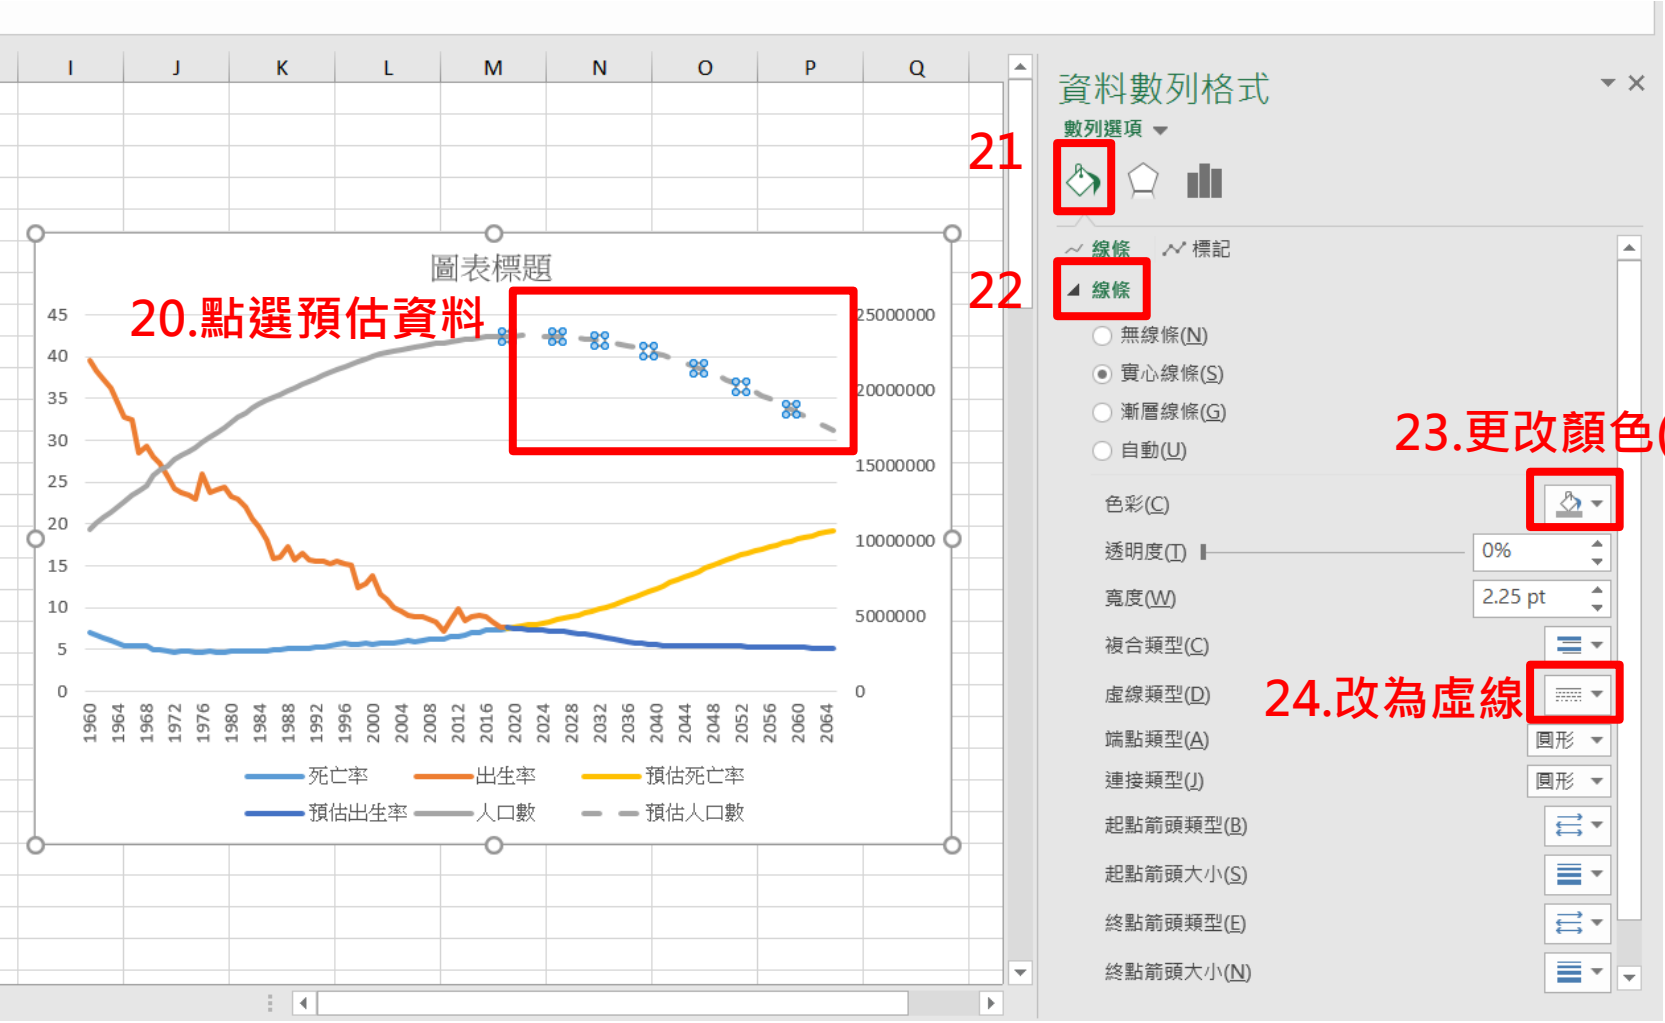 I J K L M N O P Q
資料數列格式
數列選項
21
線條 標記
22
線條
無線條(N)
實心線條(S)
漸層線條(G)
自動(U)
23.更改顏色(
色彩(C)
透明度(T) 0%
寬度(W) 2.25 pt
複合類型(C)
24.改為虛線
虛線類型(D)
端點類型(A) 圓形
連接類型(J) 圓形
起點箭頭類型(B)
起點箭頭大小(S)
終點箭頭類型(E)
終點箭頭大小(N)
圖表標題
20.點選預估資料
45
40
35
30
25
20
15
10
5
0
25000000
20000000
15000000
10000000
5000000
0
1960 1964 1968 1972 1976 1980 1984 1988 1992 1996 2000 2004 2008 2012 2016 2020 2024 2028 2032 2036 2040 2044 2048 2052 2056 2060 2064
死亡率 出生率 預估死亡率
預估出生率 人口數 預估人口數